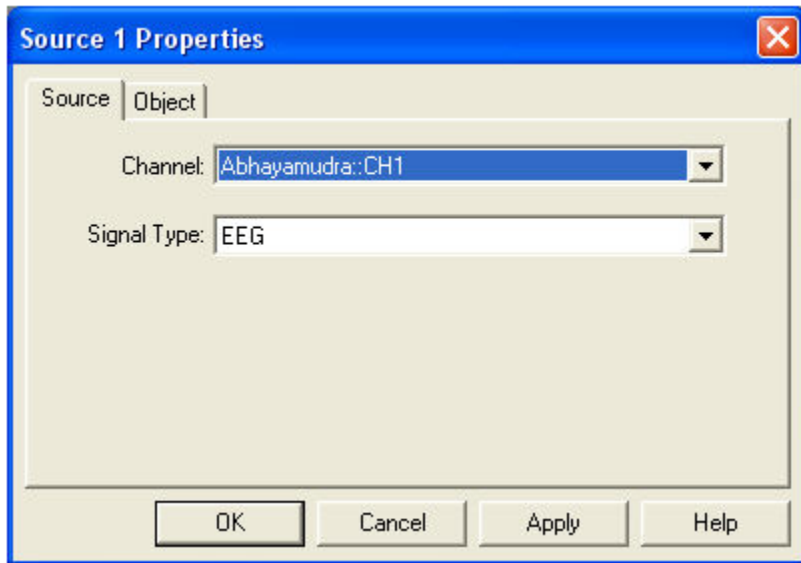 Source 1 Properties
Source Object
Channel: Abhayamudra::CH1
Signal Type: EEG
OK Cancel Apply Help